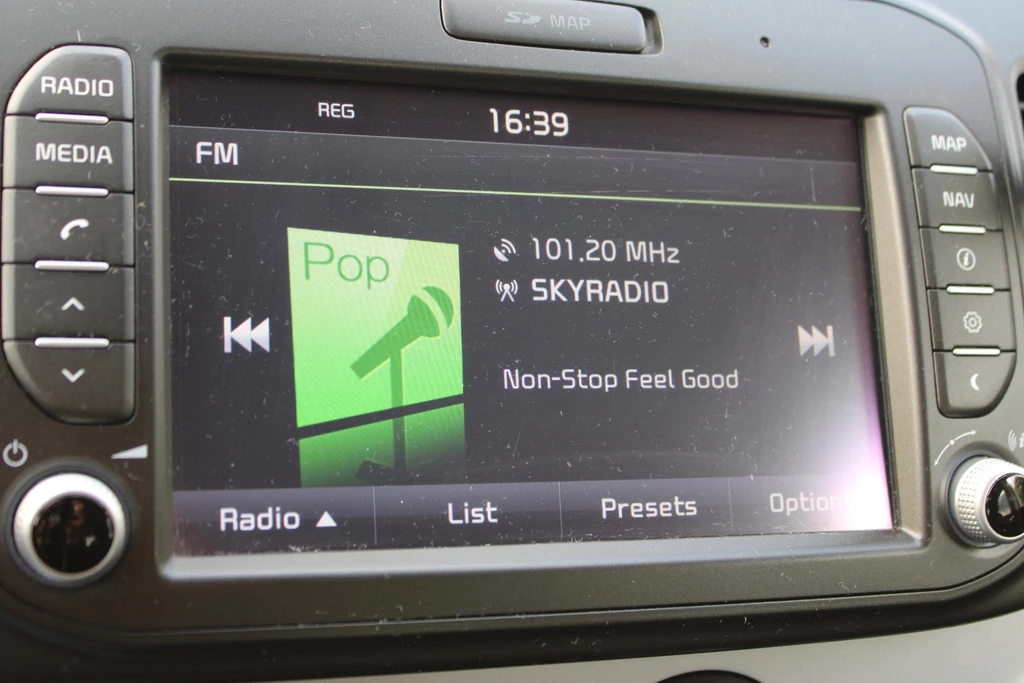 SD MAP
RADIO
MEDIA
REG
16:39
FM
Pop
101.20 MHz
SKYRADIO
Non-Stop Feel Good
Radio ▲
List
Presets
Option
MAP
NAV